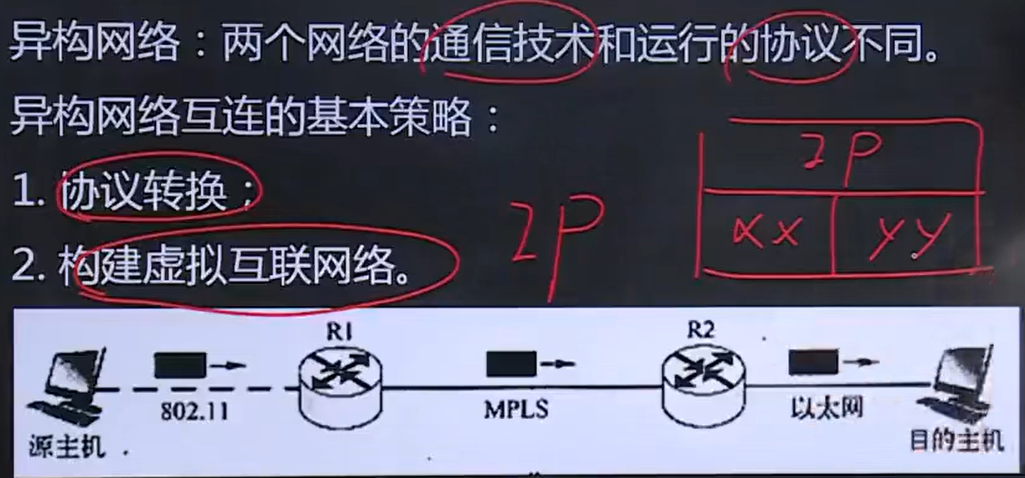 异构网络：两个网络的通信技术和运行的协议不同。
异构网络互连的基本策略：
1. 协议转换；
2. 构建虚拟互联网络。
IP
IP
XX YY
R1 R2
802.11 MPLS 以太网
源主机 目的主机